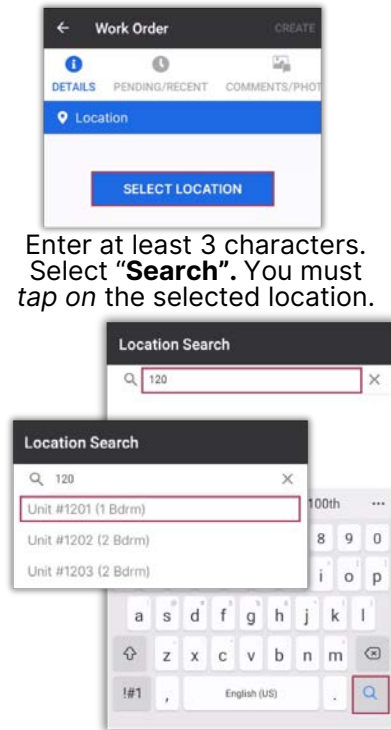 ← Work Order CREATE
DETAILS PENDING/RECENT COMMENTS/PHOT
Location
SELECT LOCATION
Enter at least 3 characters.
Select “Search”. You must
tap on the selected location.
Location Search
120
Location Search
120
Unit #1201 (1 Bdrm)
Unit #1202 (2 Bdrm)
Unit #1203 (2 Bdrm)
100th ...
8 9 0
i o p
a s d f g h j k l
z x c v b n m
!#1 , English (US) .